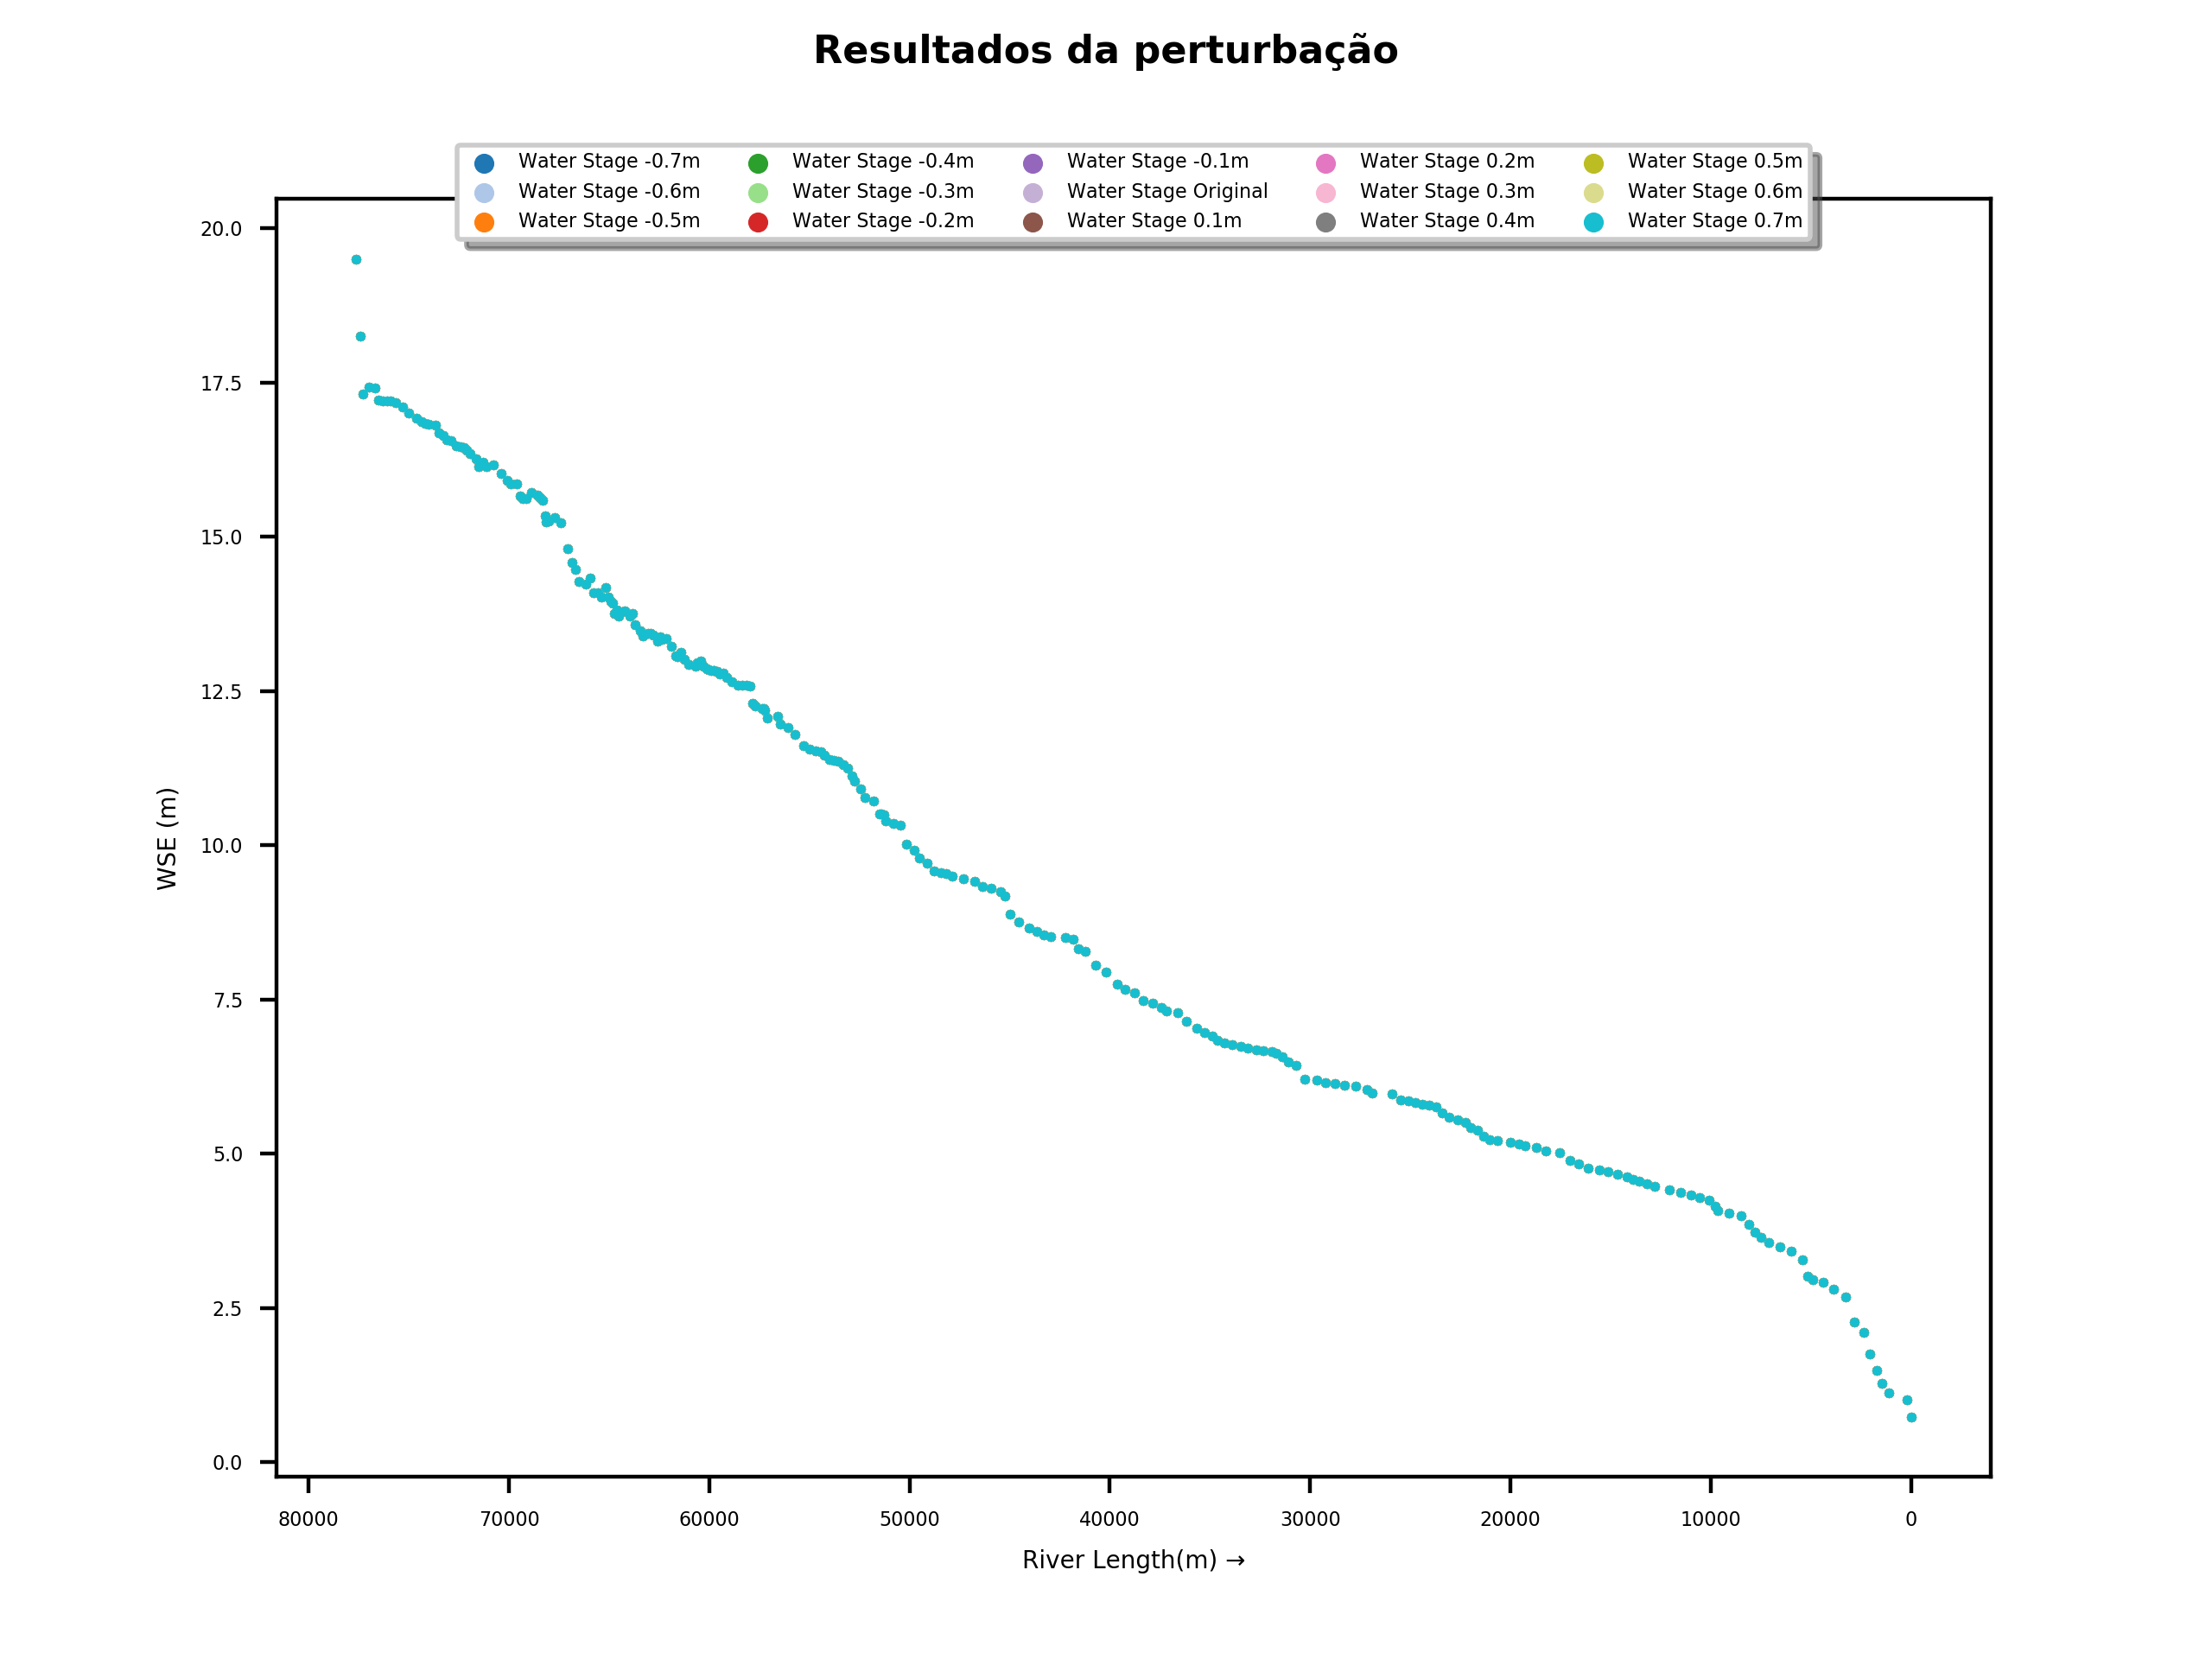 Resultados da perturbação
Water Stage -0.7m
Water Stage -0.6m
Water Stage -0.5m
Water Stage -0.4m
Water Stage -0.3m
Water Stage -0.2m
Water Stage -0.1m
Water Stage Original
Water Stage 0.1m
Water Stage 0.2m
Water Stage 0.3m
Water Stage 0.4m
Water Stage 0.5m
Water Stage 0.6m
Water Stage 0.7m
WSE (m)
20.0
17.5
15.0
12.5
10.0
7.5
5.0
2.5
0.0
80000 70000 60000 50000 40000 30000 20000 10000 0
River Length(m) →